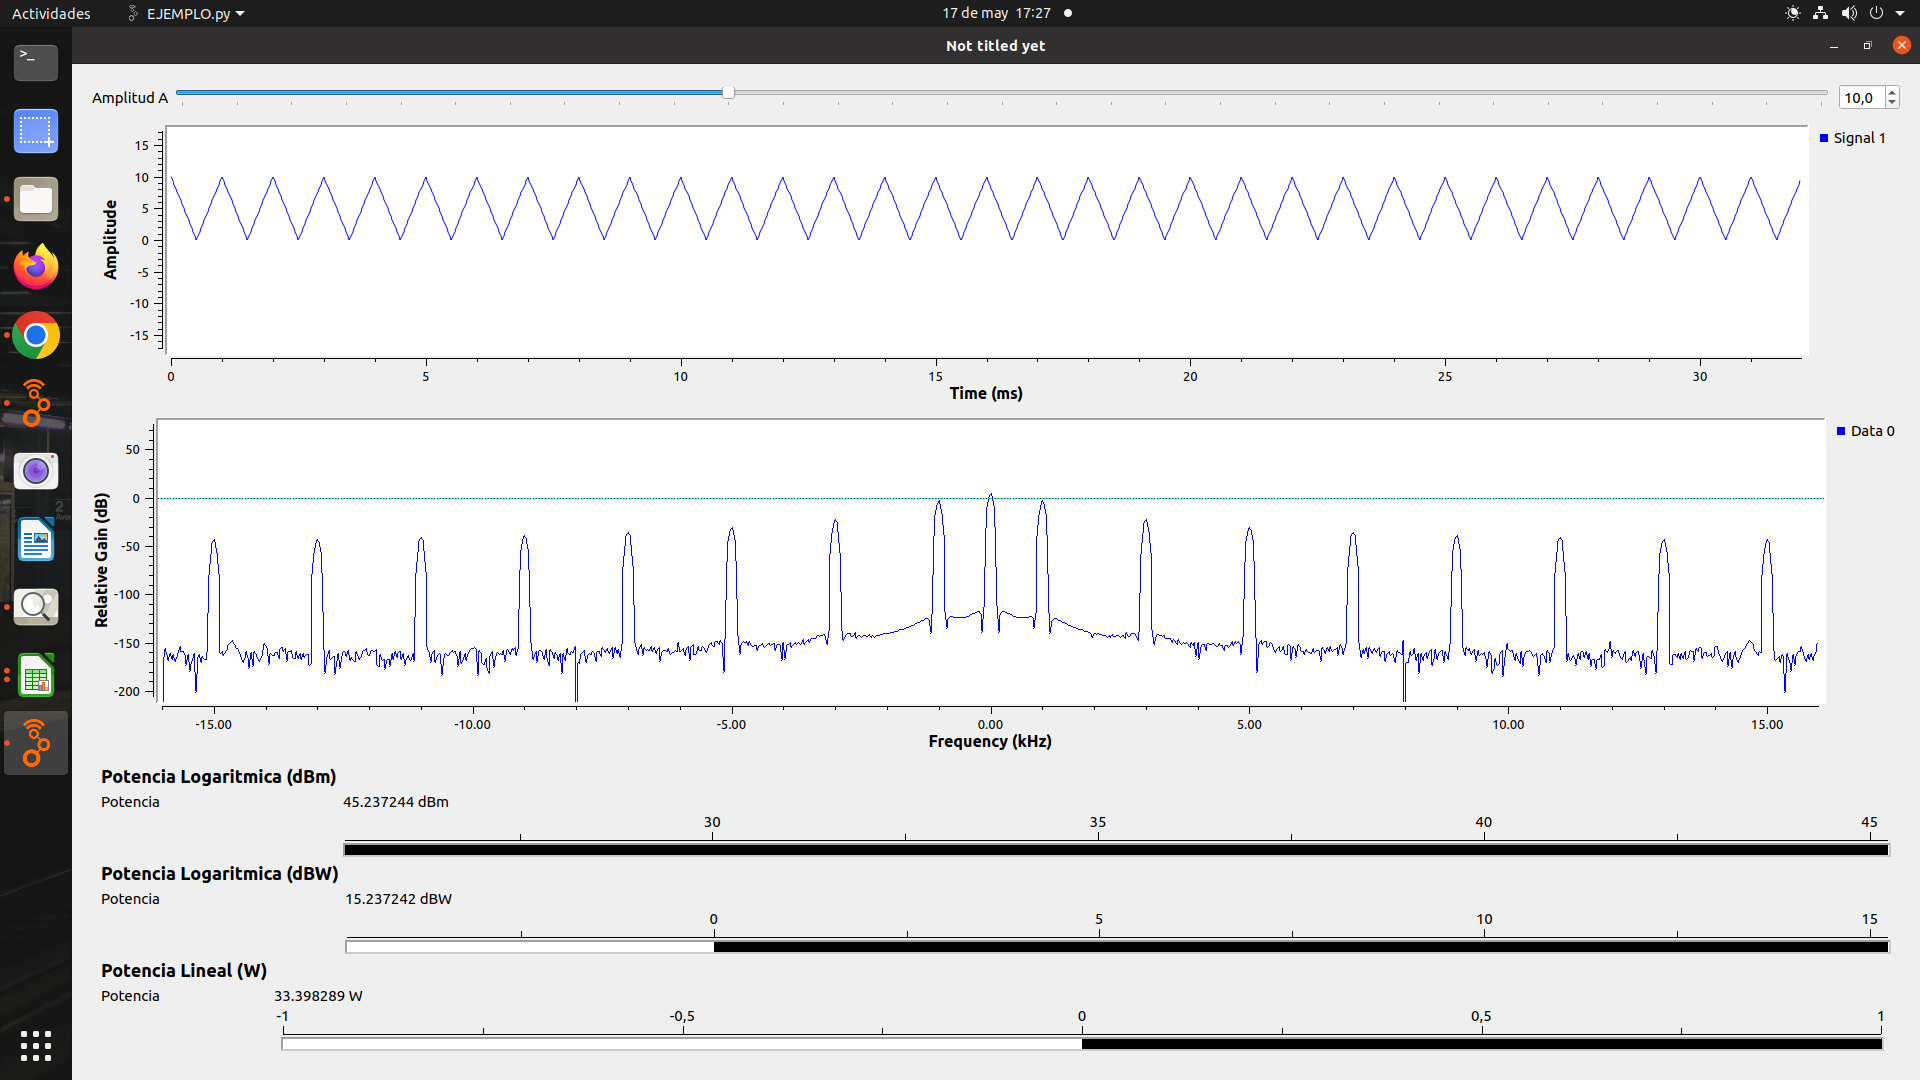 Actividades
EJEMPLO.py
17 de may 17:27
Not titled yet
Amplitud A
10,0
Signal 1
Amplitude
15
10
5
0
-5
-10
-15
0 5 10 15 20 25 30
Time (ms)
Data 0
Relative Gain (dB)
50
0
-50
-100
-150
-200
-15.00 -10.00 -5.00 0.00 5.00 10.00 15.00
Frequency (kHz)
Potencia Logaritmica (dBm)
Potencia 45.237244 dBm
30 35 40 45
Potencia Logaritmica (dBW)
Potencia 15.237242 dBW
0 5 10 15
Potencia Lineal (W)
Potencia 33.398289 W
-1 -0,5 0 0,5 1